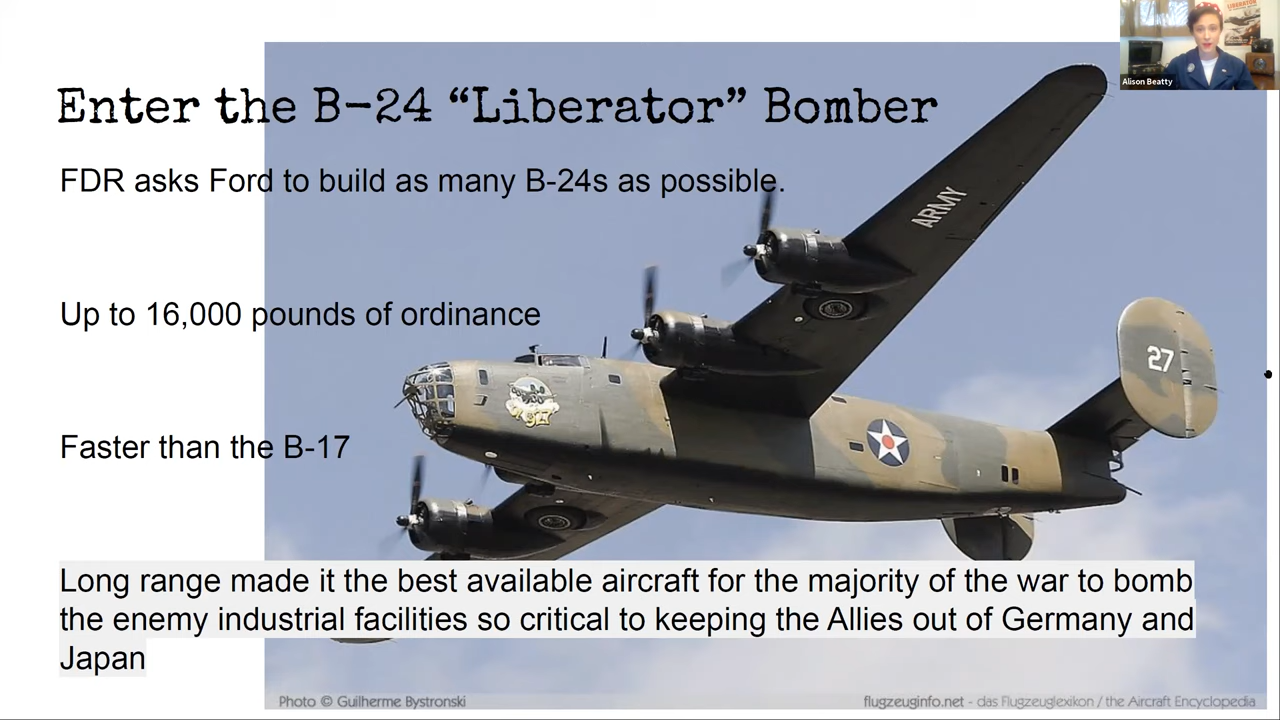 Enter the B-24 “Liberator” Bomber
FDR asks Ford to build as many B-24s as possible.
Up to 16,000 pounds of ordinance
Faster than the B-17
Long range made it the best available aircraft for the majority of the war to bomb
the enemy industrial facilities so critical to keeping the Allies out of Germany and
Japan
ARMY
27
Photo © Guilherme Bystronski
flugzeuginfo.net - das Flugzeuglexikon / the Aircraft Encyclopedia
LIBERATOR
Alison Beatty